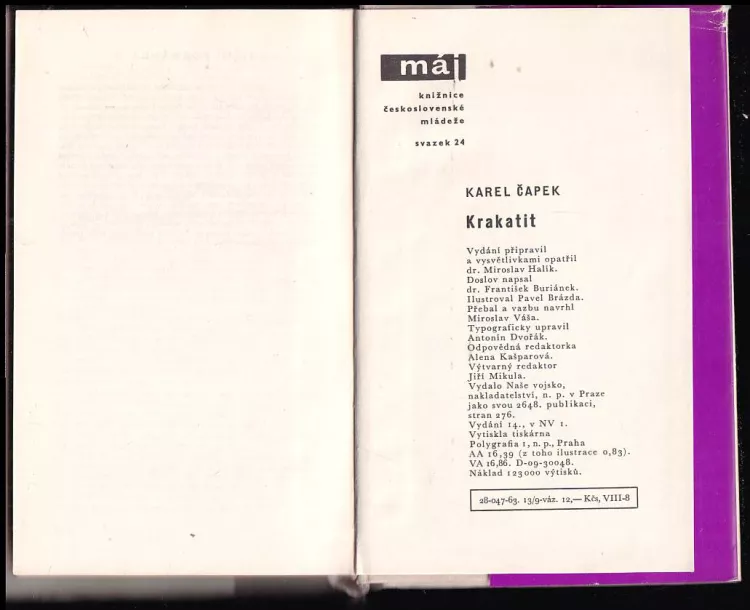 máj
knižnice
československé
mládeže
svazek 24
KAREL ČAPEK
Krakatit
Vydání připravil
a vysvětlivkami opatřil
dr. Miroslav Halík.
Doslov napsal
dr. František Buriánek.
Ilustroval Pavel Brázda.
Přebal a vazbu navrhl
Miroslav Váša.
Typograficky upravil
Antonín Dvořák.
Odpovědná redaktorka
Alena Kašparová.
Výtvarný redaktor
Jiří Mikula.
Vydalo Naše vojsko,
nakladatelství, n. p. v Praze
jako svou 2648. publikaci,
stran 276.
Vydání 14., v NV 1.
Vytiskla tiskárna
Polygrafia 1, n. p., Praha
AA 16,39 (z toho ilustrace 0,83).
VA 16,86. D-09-30048.
Náklad 123000 výtisků.
28-047-63. 13/9-váz. 12,— Kčs, VIII-8